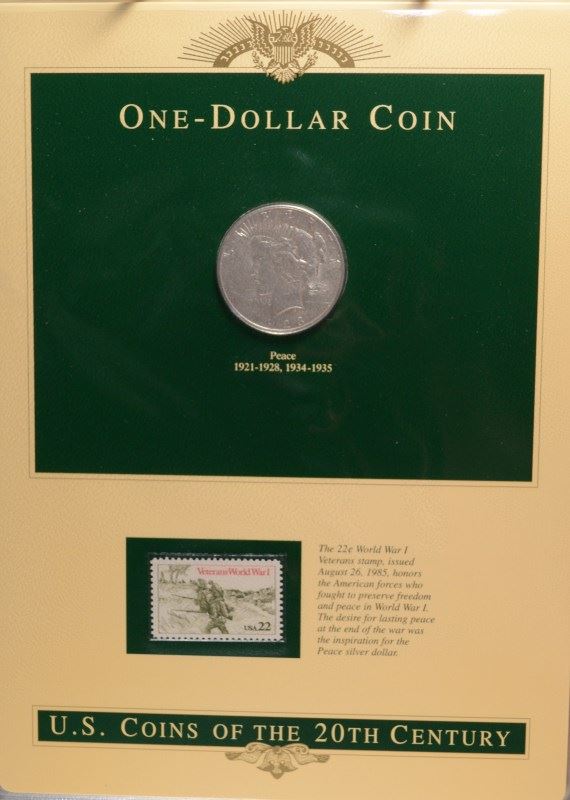 ONE-DOLLAR COIN
Peace
1921-1928, 1934-1935
Veterans World War I
USA 22
The 22¢ World War I
Veterans stamp, issued
August 26, 1985, honors
the American forces who
fought to preserve freedom
and peace in World War I.
The desire for lasting peace
at the end of the war was
the inspiration for the
Peace silver dollar.
U.S. COINS OF THE 20TH CENTURY